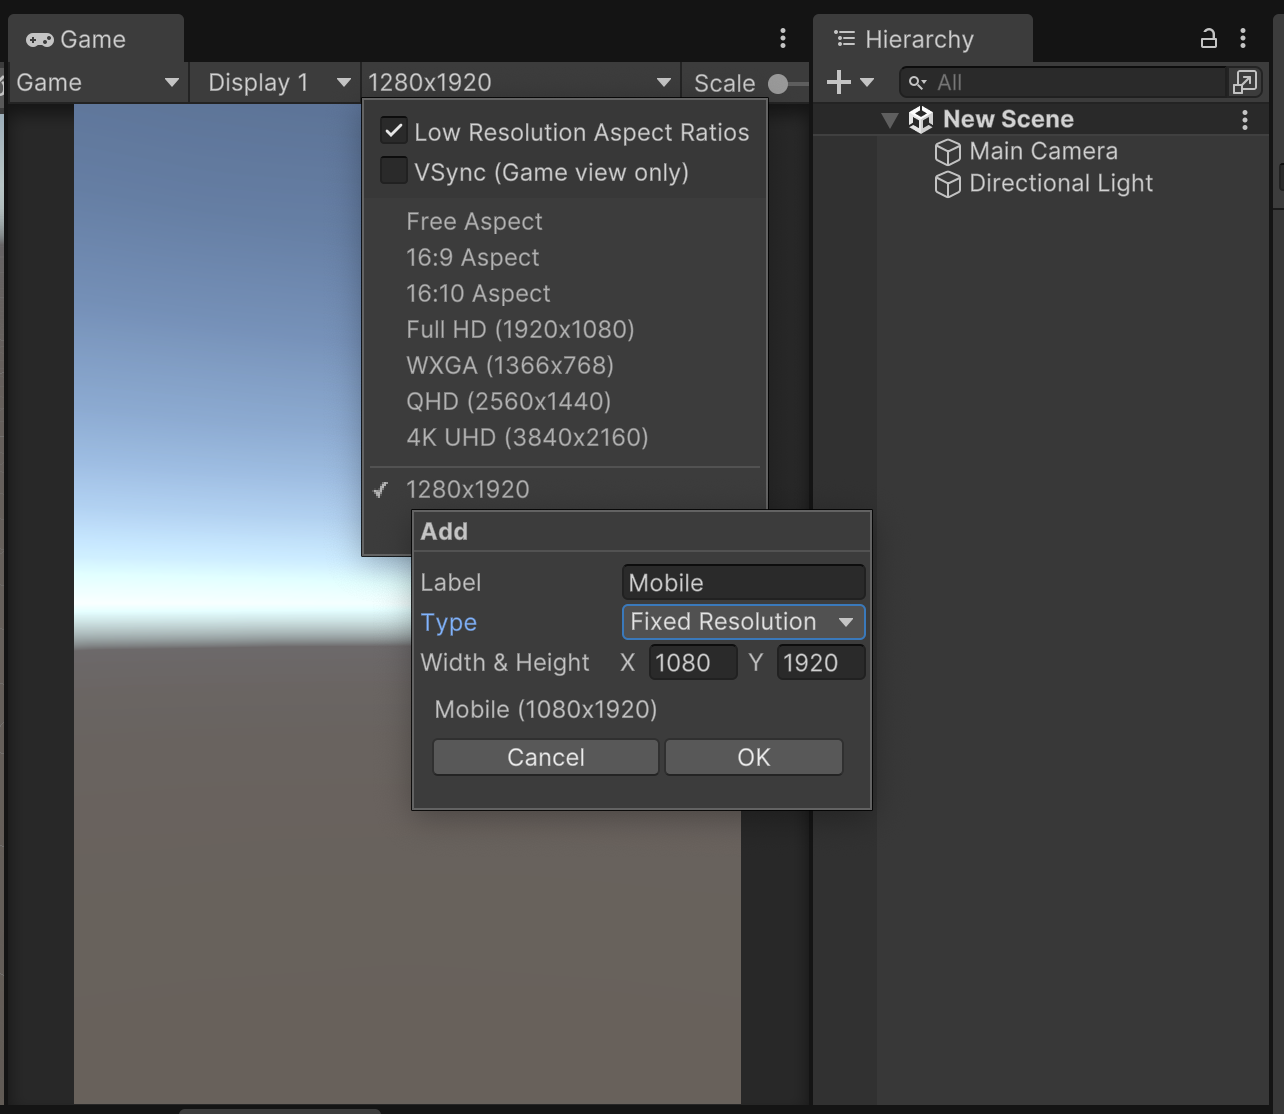 Game
Game
Display 1
1280x1920
Scale
Low Resolution Aspect Ratios
VSync (Game view only)
Free Aspect
16:9 Aspect
16:10 Aspect
Full HD (1920x1080)
WXGA (1366x768)
QHD (2560x1440)
4K UHD (3840x2160)
1280x1920
Add
Label
Mobile
Type
Fixed Resolution
Width & Height X 1080 Y 1920
Mobile (1080x1920)
Cancel
OK
Hierarchy
All
New Scene
Main Camera
Directional Light